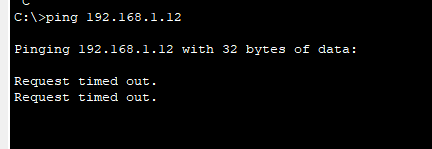 C:\>ping 192.168.1.12
Pinging 192.168.1.12 with 32 bytes of data:
Request timed out.
Request timed out.